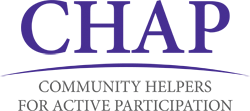 CHAP
COMMUNITY HELPERS
FOR ACTIVE PARTICIPATION